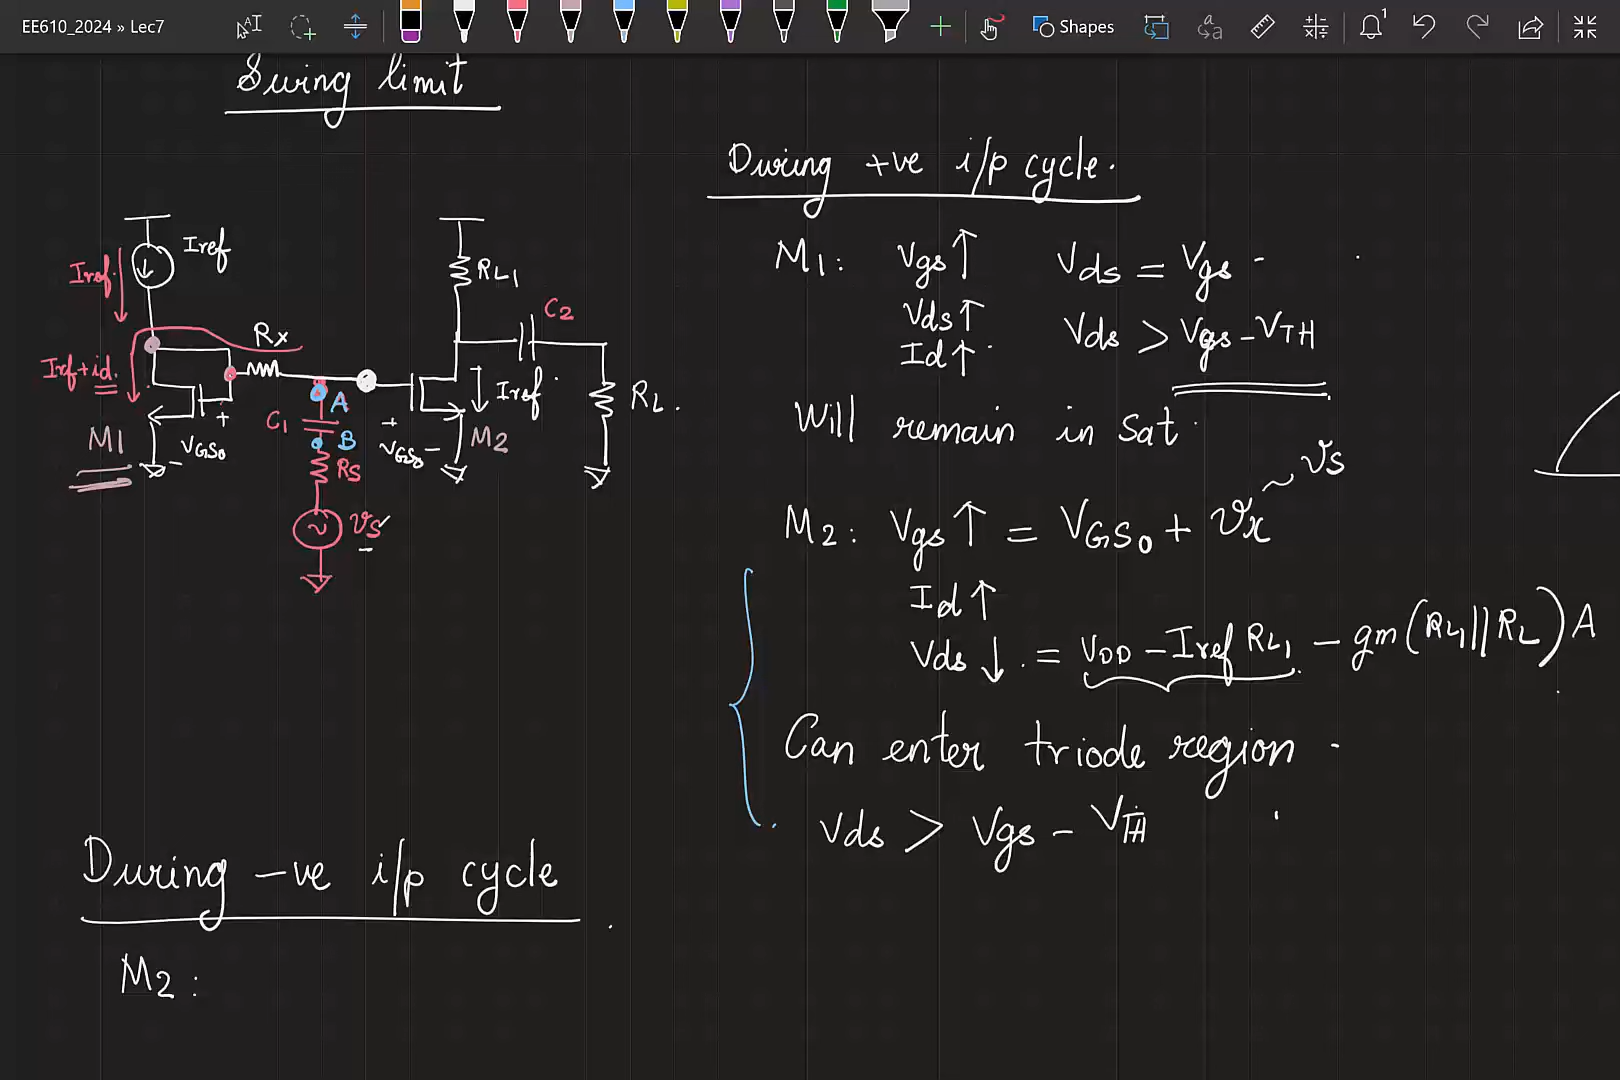 EE610_2024 » Lec7
Shapes
1
Swing limit
During +ve i/p cycle.
M1: Vgs↑ Vds = Vgs -
Vds↑ Vds > Vgs - VTH
Id↑
Will remain in Sat.
M2: Vgs↑ = VGS0 + vx ~ vs
Id↑
Vds↓ = VDD - Iref RL1 - gm(RL1||RL)A
Can enter triode region.
Vds > Vgs - VTH
Iref
Iref
Iref+id
Rx
RL1
C2
RL.
Iref
M1
+
VGS0
-
C1
A
B
RS
vs
+
VGS0
-
M2
During -ve i/p cycle
M2: